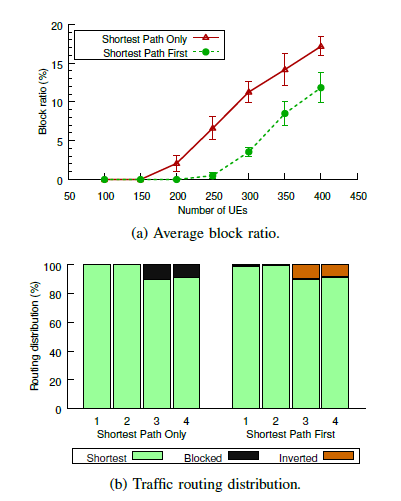 20
15
10
5
0
Block ratio (%)
Shortest Path Only
Shortest Path First
50 100 150 200 250 300 350 400 450
Number of UEs
(a) Average block ratio.
100
80
60
40
20
0
Routing distribution (%)
1 2 3 4 1 2 3 4
Shortest Path Only Shortest Path First
Shortest Blocked Inverted
(b) Traffic routing distribution.